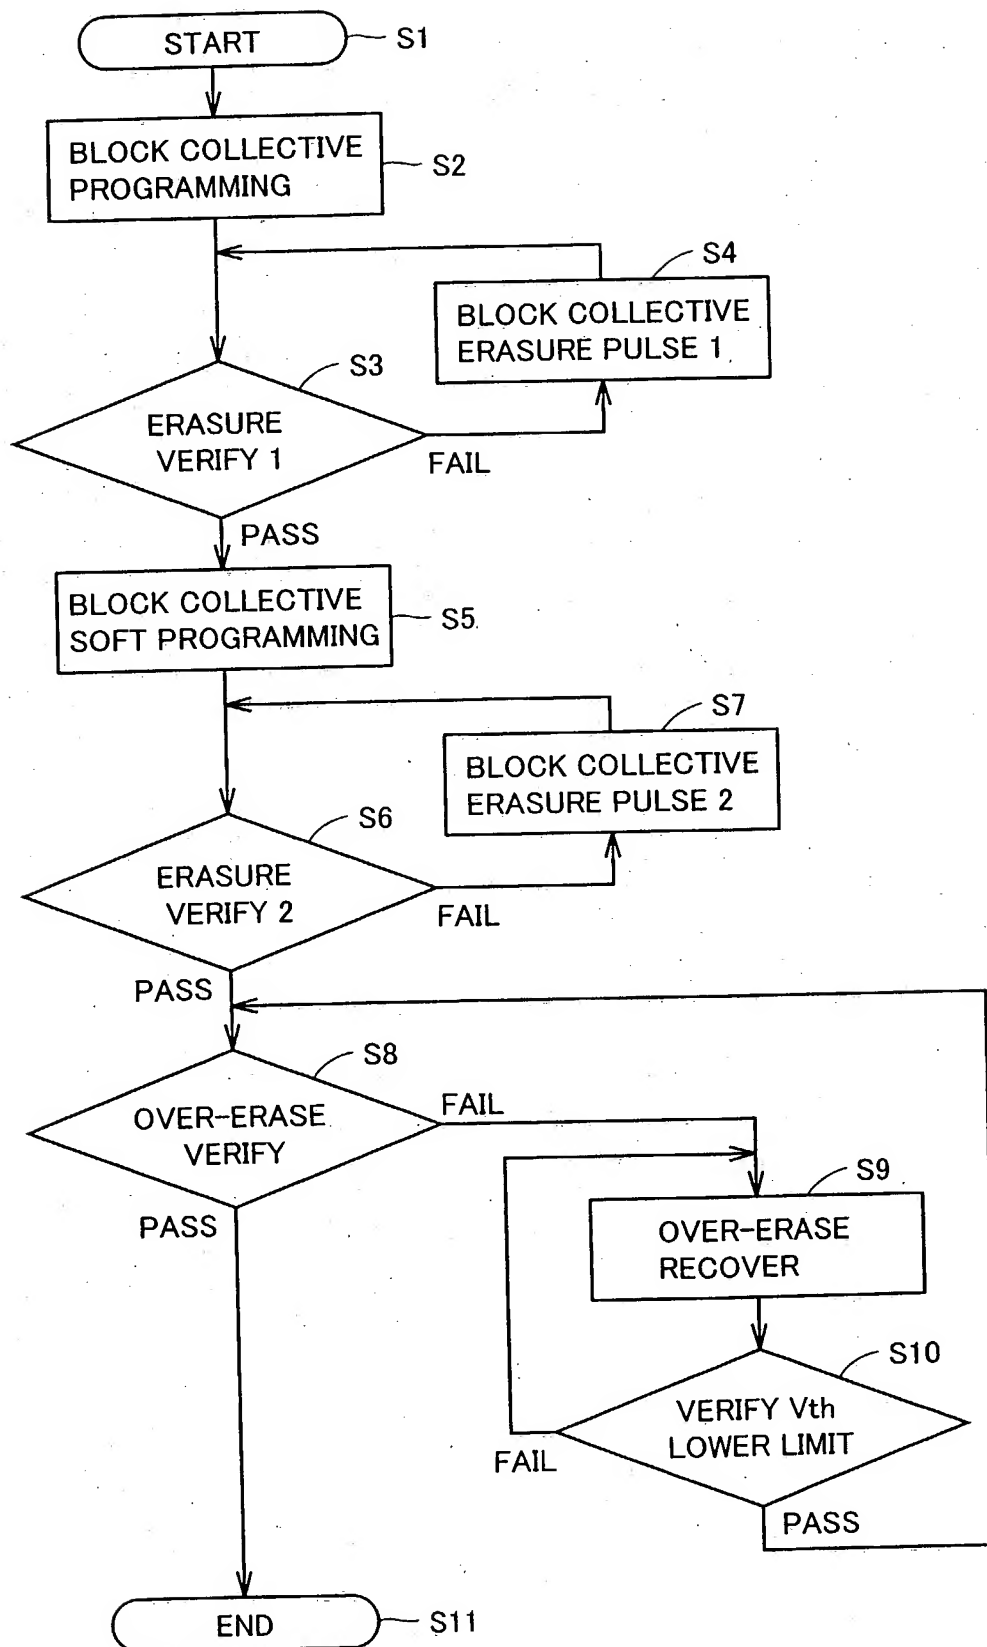 START
S1
BLOCK COLLECTIVE
PROGRAMMING
S2
S4
BLOCK COLLECTIVE
ERASURE PULSE 1
S3
ERASURE
VERIFY 1
FAIL
PASS
BLOCK COLLECTIVE
SOFT PROGRAMMING
S5
S7
BLOCK COLLECTIVE
ERASURE PULSE 2
S6
ERASURE
VERIFY 2
FAIL
PASS
S8
OVER-ERASE
VERIFY
FAIL
PASS
S9
OVER-ERASE
RECOVER
S10
VERIFY Vth
LOWER LIMIT
FAIL
PASS
END
S11